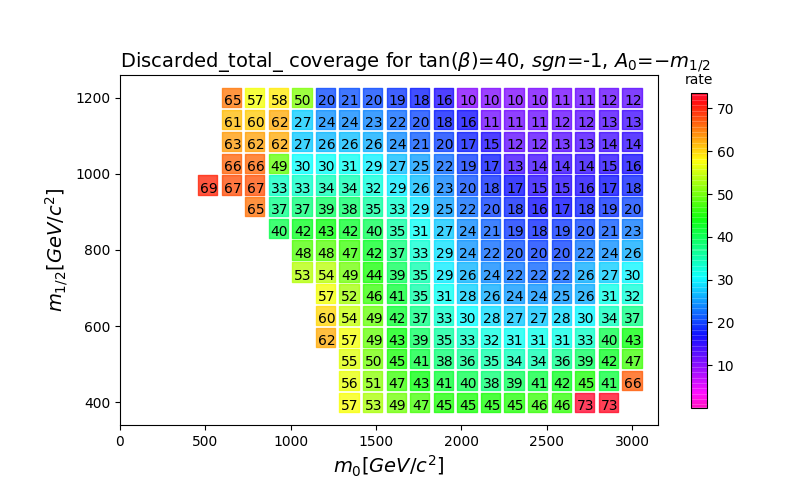 Discarded_total_ coverage for tan(β)=40, sgn=-1, A₀=−m₁/₂
rate
1200 65 57 58 50 20 21 20 19 18 16 10 10 10 10 11 11 12 12 70
61 60 62 27 24 24 23 22 20 18 16 11 11 11 12 12 13 13
63 62 62 27 26 26 26 24 21 20 17 15 12 12 13 13 14 14 60
1000 66 66 49 30 30 31 29 27 25 22 19 17 13 14 14 14 15 16
69 67 67 33 33 34 34 32 29 26 23 20 18 17 15 15 16 17 18 50
65 37 37 39 38 35 33 29 25 22 20 18 16 17 18 19 20
40 42 43 42 40 35 31 27 24 21 19 18 19 20 21 23 40
800 48 48 47 42 37 33 29 24 22 20 20 20 22 24 26
53 54 49 44 39 35 29 26 24 22 22 22 26 27 30 30
57 52 46 41 35 31 28 26 24 24 25 26 31 32
600 60 54 49 42 37 33 30 28 27 27 28 30 34 37 20
62 57 49 43 39 35 33 32 31 31 31 33 40 43
55 50 45 41 38 36 35 34 34 36 39 42 47 10
56 51 47 43 41 40 38 39 41 42 45 41 66
400 57 53 49 47 45 45 45 45 46 46 73 73
0 500 1000 1500 2000 2500 3000
m₀[GeV/c²]
m₁/₂[GeV/c²]